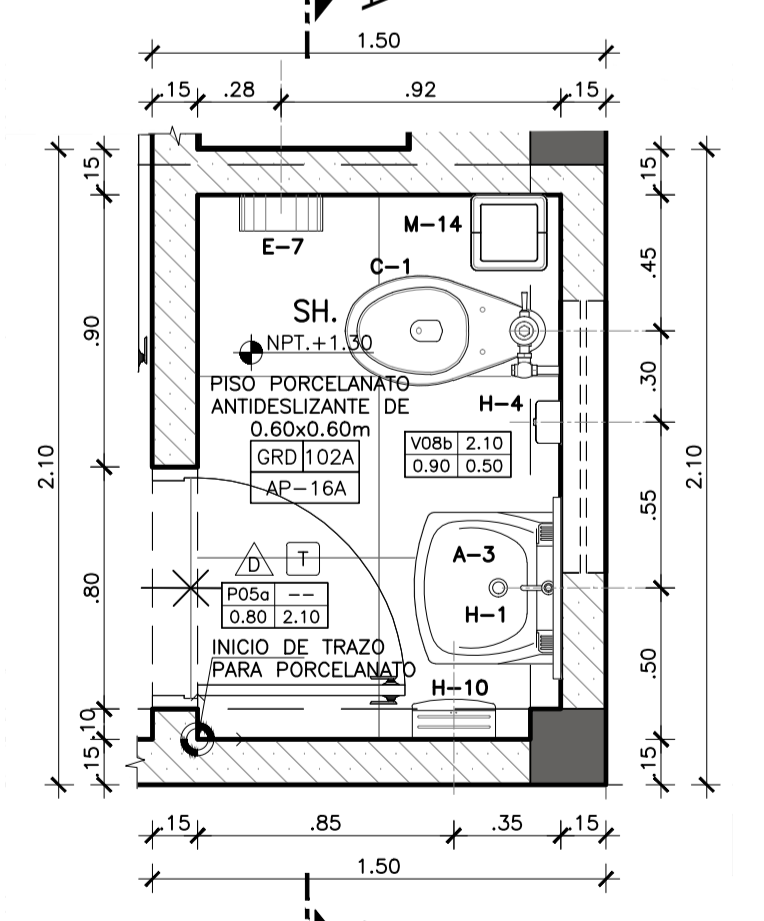 1.50
.15 .28 .92 .15
.15
.15
M-14
E-7
C-1
.45
SH.
.90
NPT.+1.30
PISO PORCELANATO
ANTIDESLIZANTE DE
0.60x0.60m
.30
H-4
GRD 102A
AP-16A
V08b 2.10
0.90 0.50
2.10
2.10
.55
A-3
D T
P05a --
0.80 2.10
.80
H-1
INICIO DE TRAZO
PARA PORCELANATO
.50
H-10
.10
.15
.15
.15 .85 .35 .15
1.50